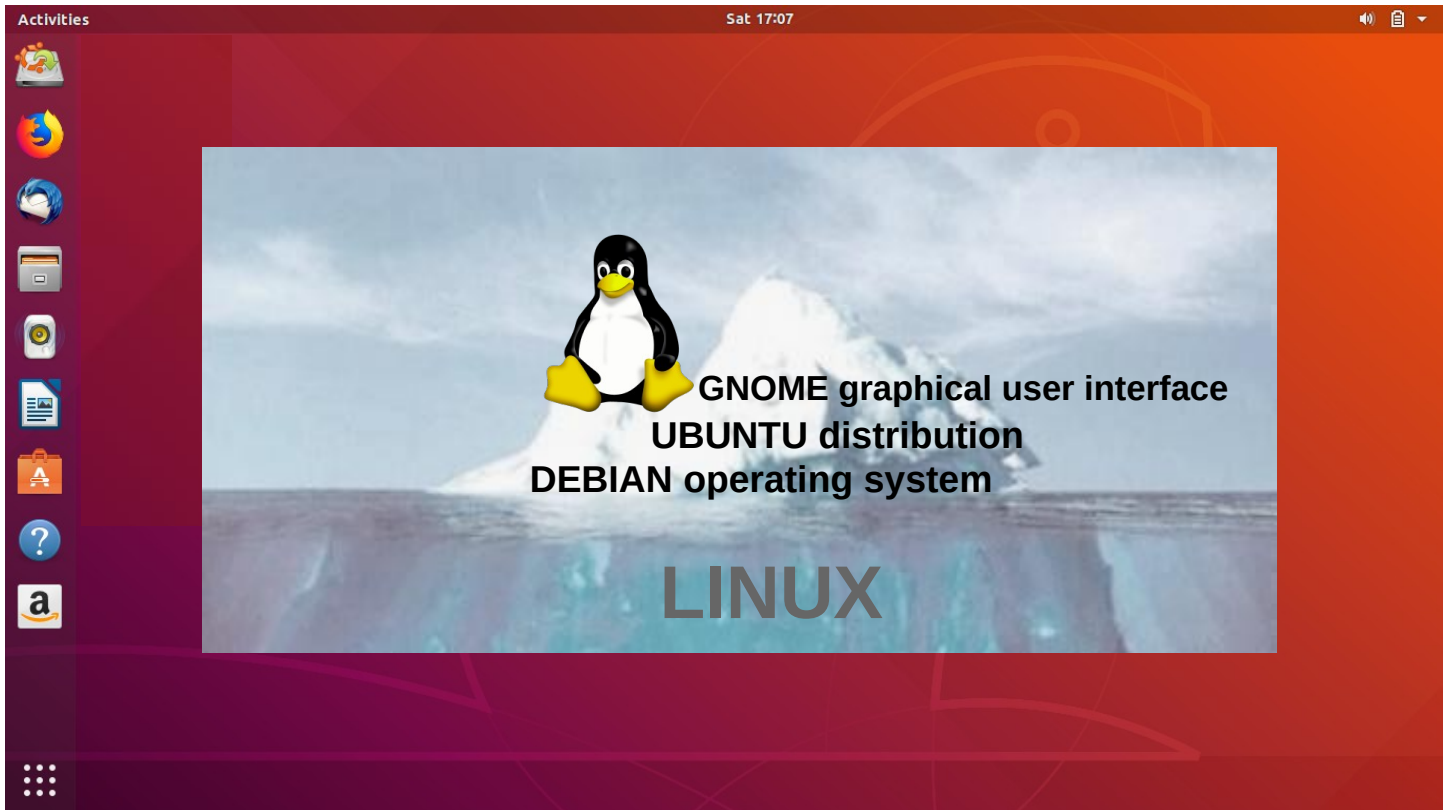 Activities
Sat 17:07
GNOME graphical user interface
UBUNTU distribution
DEBIAN operating system
LINUX
A
?
a